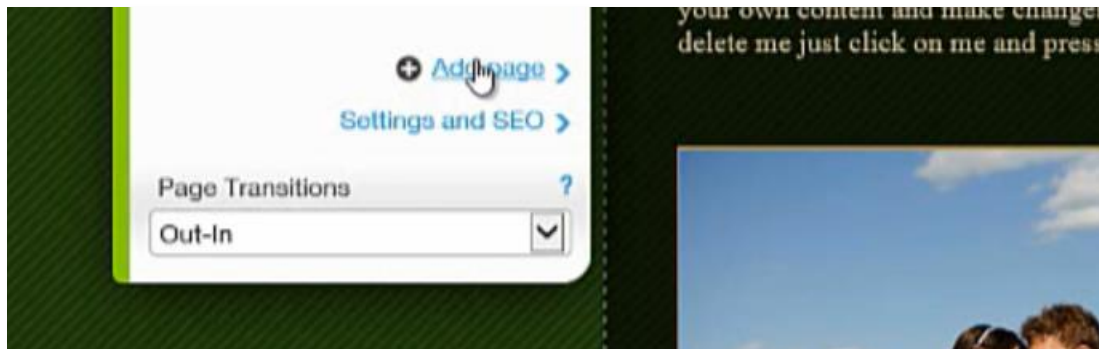 your own content and make change
delete me just click on me and press
Add page
Settings and SEO
Page Transitions ?
Out-In